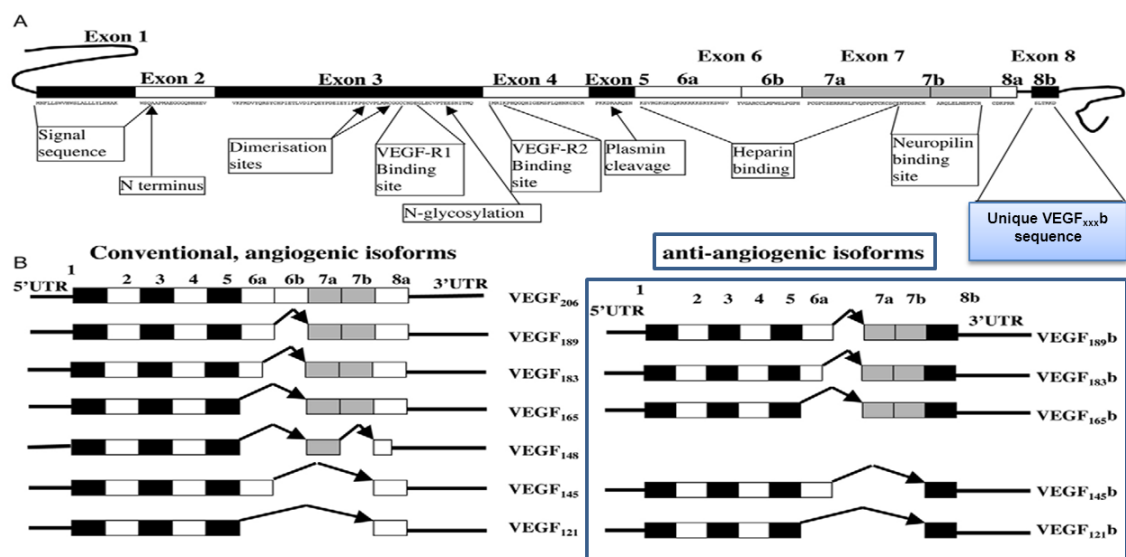 A
Exon 1
Exon 2
Exon 3
Exon 4
Exon 5
Exon 6
6a
6b
Exon 7
7a
7b
Exon 8
8a
8b
Signal
sequence
N terminus
Dimerisation
sites
VEGF-R1
Binding
site
N-glycosylation
VEGF-R2
Binding
site
Plasmin
cleavage
Heparin
binding
Neuropilin
binding
site
Unique VEGFxxxb
sequence
B
Conventional, angiogenic isoforms
5'UTR
1 2 3 4 5 6a 6b 7a 7b 8a
3'UTR
VEGF206
VEGF189
VEGF183
VEGF165
VEGF148
VEGF145
VEGF121
anti-angiogenic isoforms
5'UTR
1 2 3 4 5 6a 7a 7b 8b
3'UTR
VEGF189b
VEGF183b
VEGF165b
VEGF145b
VEGF121b